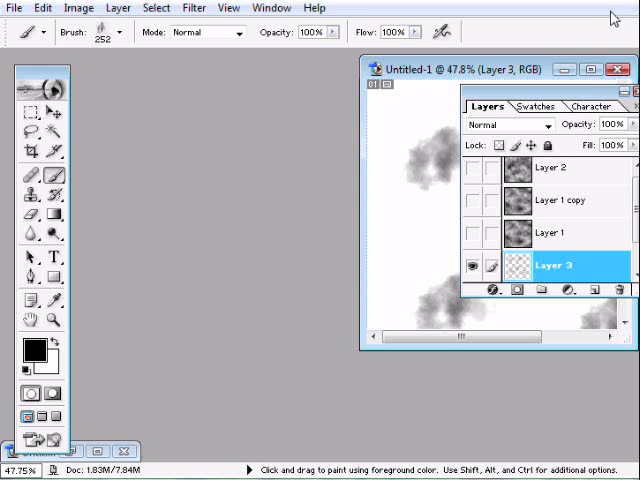 File Edit Image Layer Select Filter View Window Help
Brush: 252 Mode: Normal Opacity: 100% Flow: 100%
Untitled-1 @ 47.8% (Layer 3, RGB)
01
Layers Swatches Character
Normal Opacity: 100%
Lock: Fill: 100%
Layer 2
Layer 1 copy
Layer 1
Layer 3
T
47.75% Doc: 1.83M/7.84M Click and drag to paint using foreground color. Use Shift, Alt, and Ctrl for additional options.